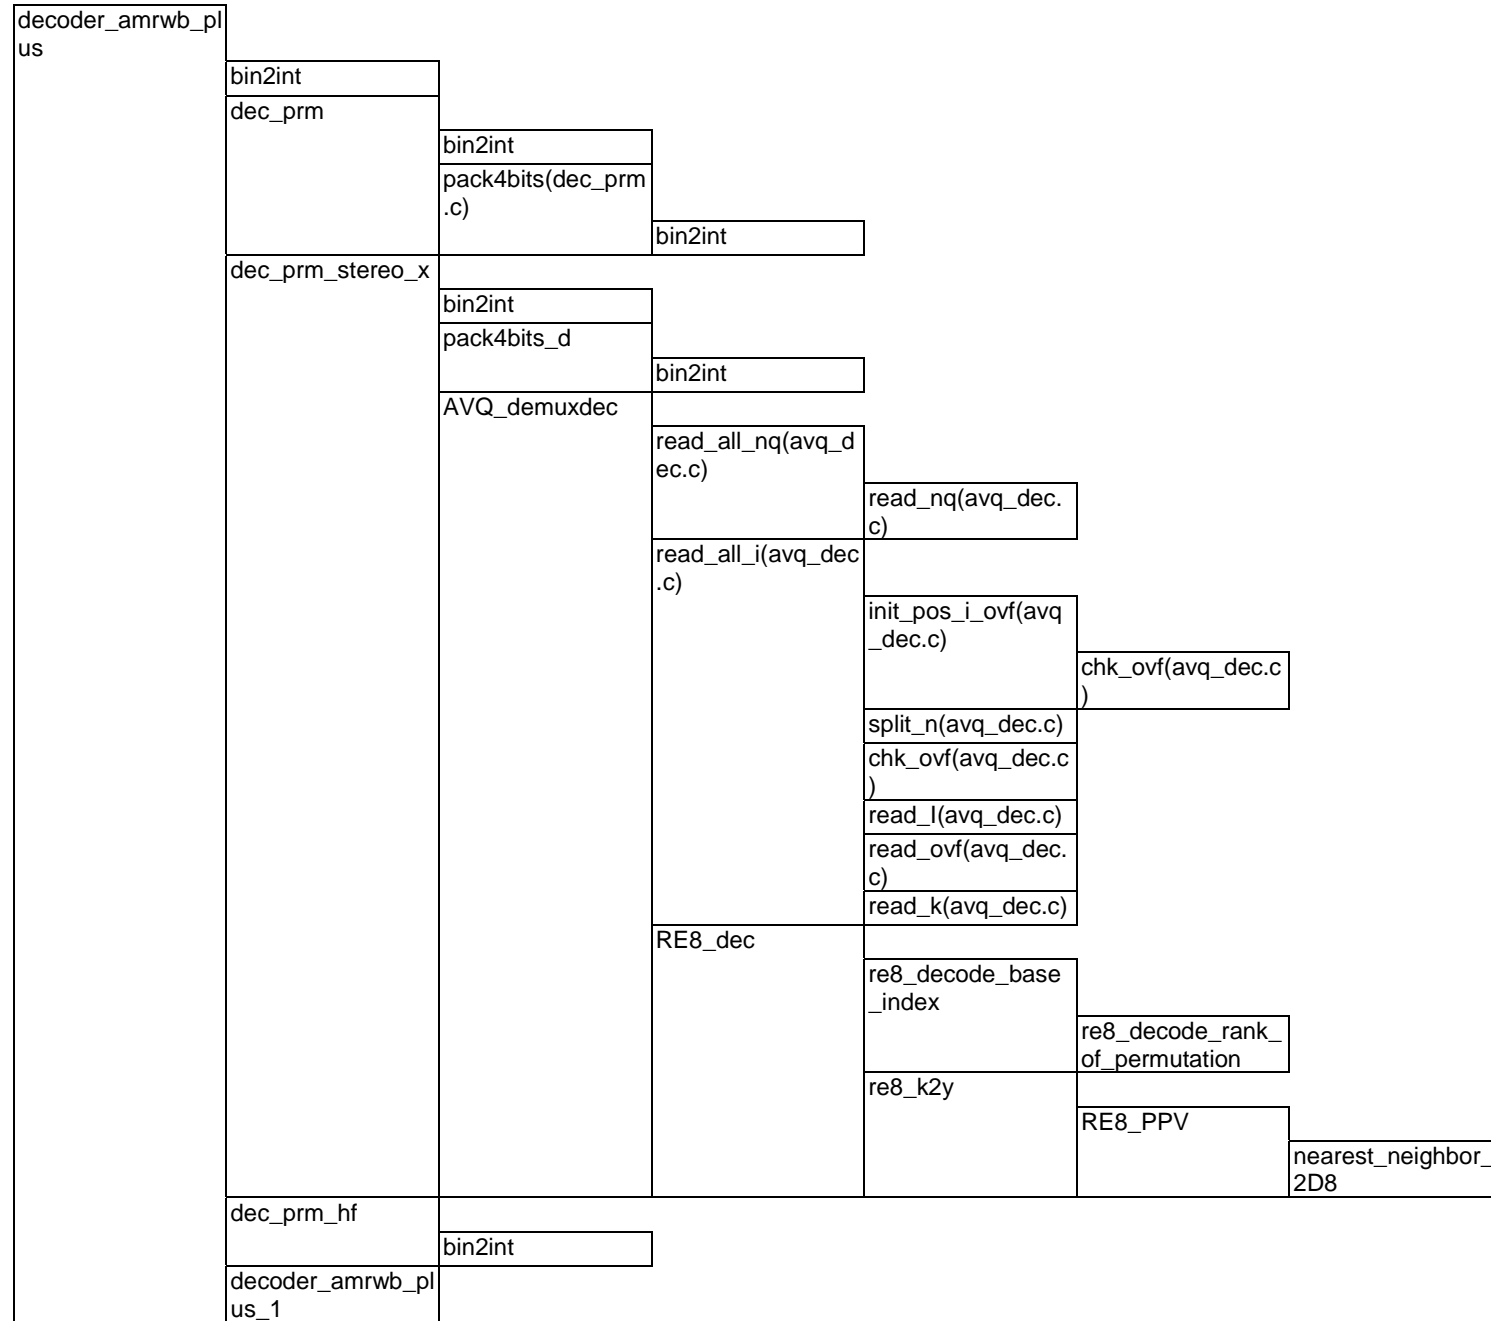 decoder_amrwb_pl
us
bin2int
dec_prm
bin2int
pack4bits(dec_prm
.c)
bin2int
dec_prm_stereo_x
bin2int
pack4bits_d
bin2int
AVQ_demuxdec
read_all_nq(avq_d
ec.c)
read_nq(avq_dec.
c)
read_all_i(avq_dec
.c)
init_pos_i_ovf(avq
_dec.c)
chk_ovf(avq_dec.c
)
split_n(avq_dec.c)
chk_ovf(avq_dec.c
)
read_I(avq_dec.c)
read_ovf(avq_dec.
c)
read_k(avq_dec.c)
RE8_dec
re8_decode_base
_index
re8_decode_rank_
of_permutation
re8_k2y
RE8_PPV
nearest_neighbor_
2D8
dec_prm_hf
bin2int
decoder_amrwb_pl
us_1